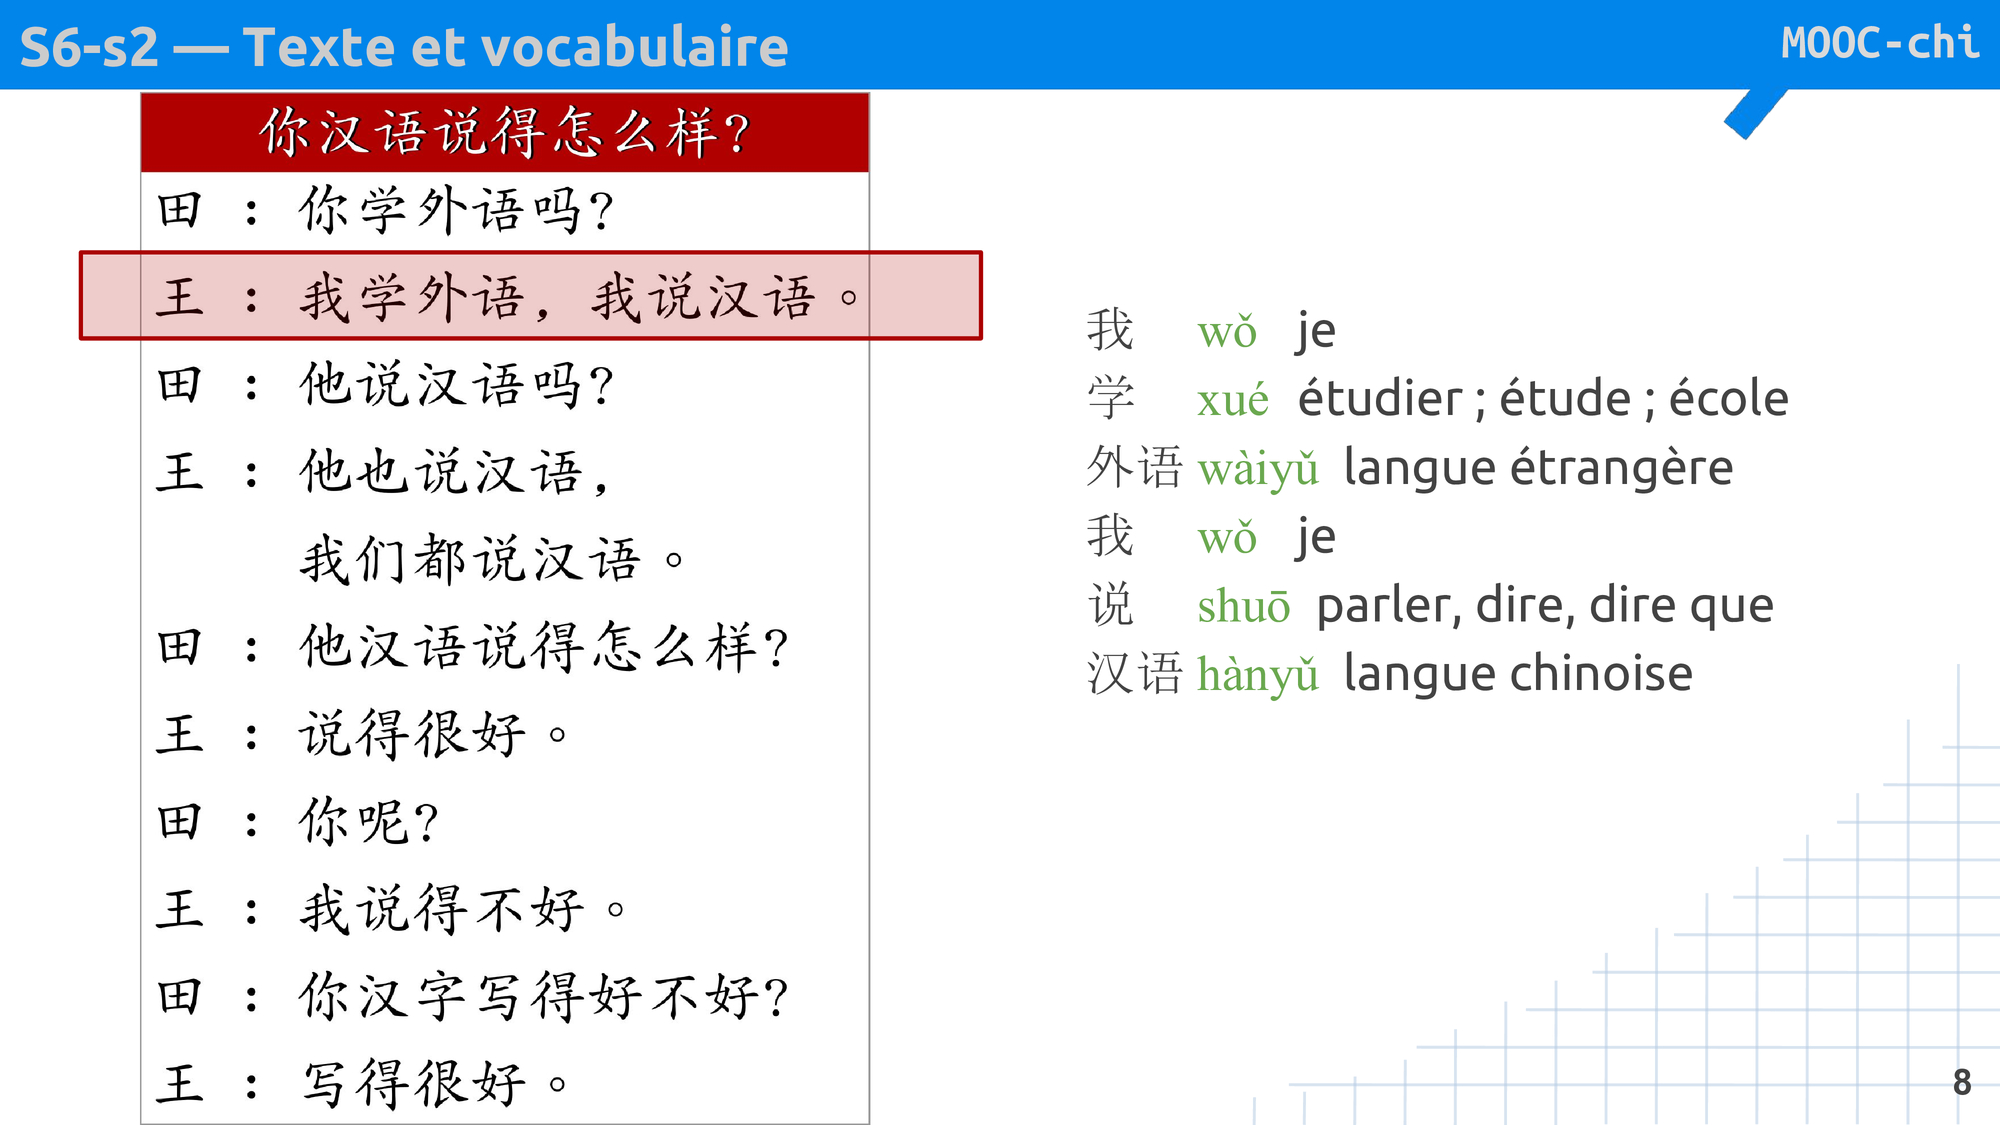 S6-s2 — Texte et vocabulaire
MOOC-chi
你汉语说得怎么样？
田 ：你学外语吗？
王 ：我学外语，我说汉语。
田 ：他说汉语吗？
王 ：他也说汉语，
我们都说汉语。
田 ：他汉语说得怎么样？
王 ：说得很好。
田 ：你呢？
王 ：我说得不好。
田 ：你汉字写得好不好？
王 ：写得很好。
我 wǒ je
学 xué étudier ; étude ; école
外语 wàiyǔ langue étrangère
我 wǒ je
说 shuō parler, dire, dire que
汉语 hànyǔ langue chinoise
8